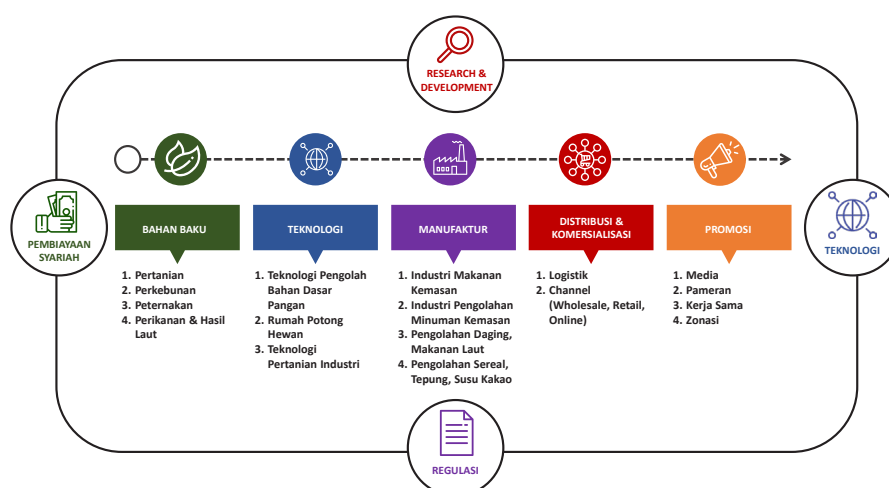 RESEARCH &
DEVELOPMENT
PEMBIAYAAN
SYARIAH
BAHAN BAKU
1. Pertanian
2. Perkebunan
3. Peternakan
4. Perikanan & Hasil
Laut
TEKNOLOGI
1. Teknologi Pengolah
Bahan Dasar
Pangan
2. Rumah Potong
Hewan
3. Teknologi
Pertanian Industri
MANUFAKTUR
1. Industri Makanan
Kemasan
2. Industri Pengolahan
Minuman Kemasan
3. Pengolahan Daging,
Makanan Laut
4. Pengolahan Sereal,
Tepung, Susu Kakao
DISTRIBUSI &
KOMERSIALISASI
1. Logistik
2. Channel
(Wholesale, Retail,
Online)
PROMOSI
1. Media
2. Pameran
3. Kerja Sama
4. Zonasi
TEKNOLOGI
REGULASI